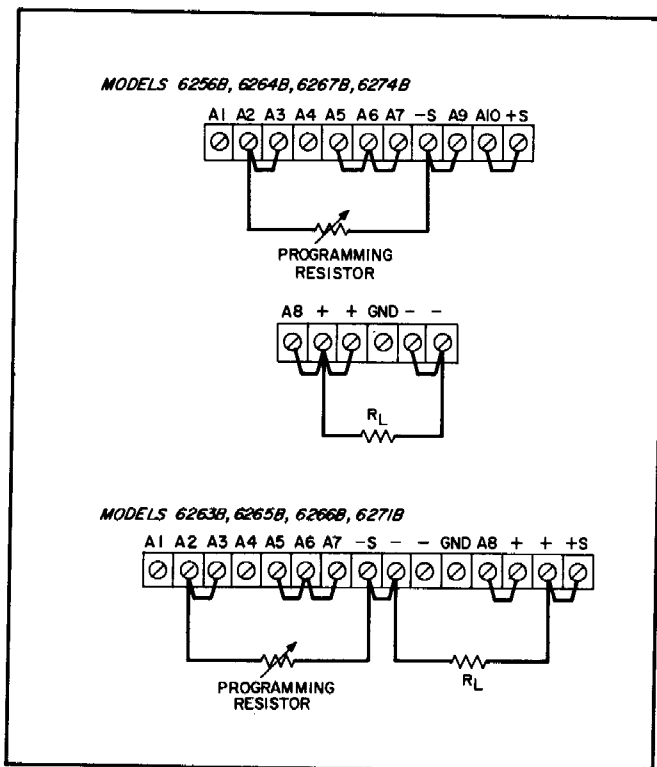 MODELS 6256B, 6264B, 6267B, 6274B
A1 A2 A3 A4 A5 A6 A7 -S A9 A10 +S
PROGRAMMING
RESISTOR
A8 + + GND - -
RL
MODELS 6263B, 6265B, 6266B, 6271B
A1 A2 A3 A4 A5 A6 A7 -S - - GND A8 + + +S
PROGRAMMING
RESISTOR
RL